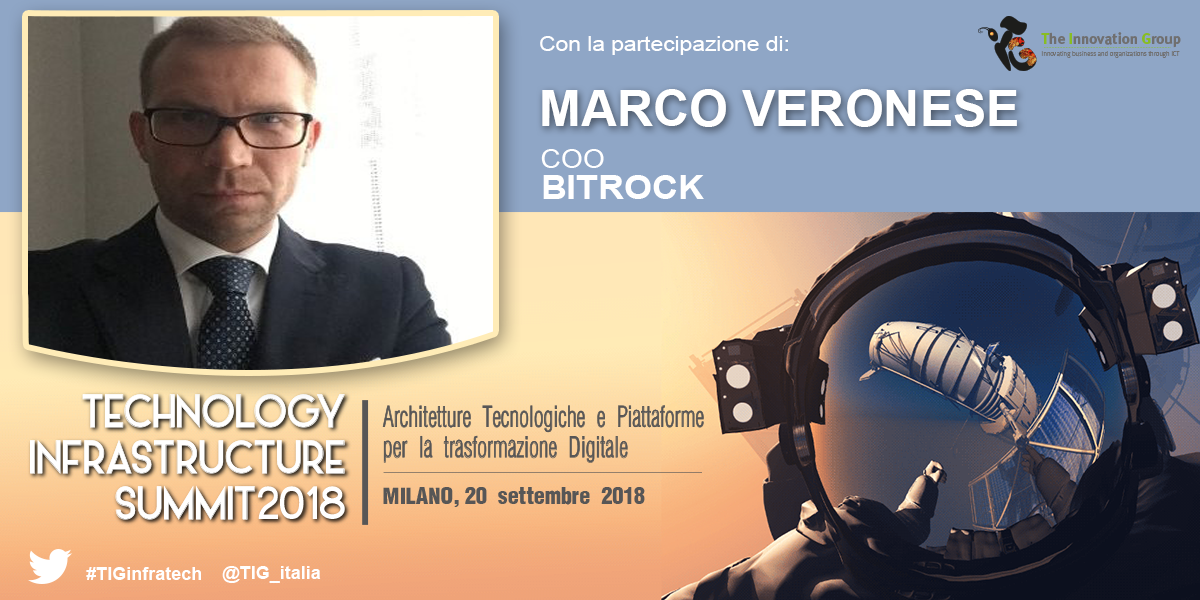 Con la partecipazione di:
The Innovation Group
Innovating business and organizations through ICT
MARCO VERONESE
COO
BITROCK
TECHNOLOGY
INFRASTRUCTURE
SUMMIT2018
Architetture Tecnologiche e Piattaforme
per la trasformazione Digitale
MILANO, 20 settembre 2018
#TIGinfratech @TIG_italia